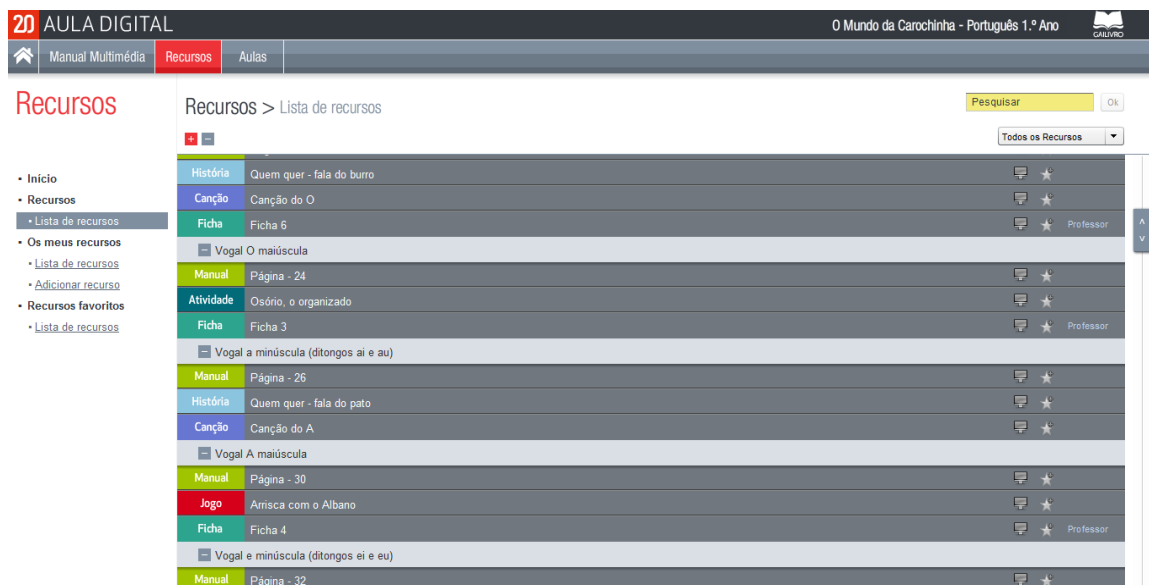 20 AULA DIGITAL
O Mundo da Carochinha - Português 1.º Ano
GAILIVRO
Manual Multimédia
Recursos
Aulas
Recursos
Recursos > Lista de recursos
Pesquisar
Ok
Todos os Recursos
• Início
• Recursos
• Lista de recursos
• Os meus recursos
• Lista de recursos
• Adicionar recurso
• Recursos favoritos
• Lista de recursos
História Quem quer - fala do burro
Canção Canção do O
Ficha Ficha 6 Professor
Vogal O maiúscula
Manual Página - 24
Atividade Osório, o organizado
Ficha Ficha 3 Professor
Vogal a minúscula (ditongos ai e au)
Manual Página - 26
História Quem quer - fala do pato
Canção Canção do A
Vogal A maiúscula
Manual Página - 30
Jogo Arrisca com o Albano
Ficha Ficha 4 Professor
Vogal e minúscula (ditongos ei e eu)
Manual Página - 32